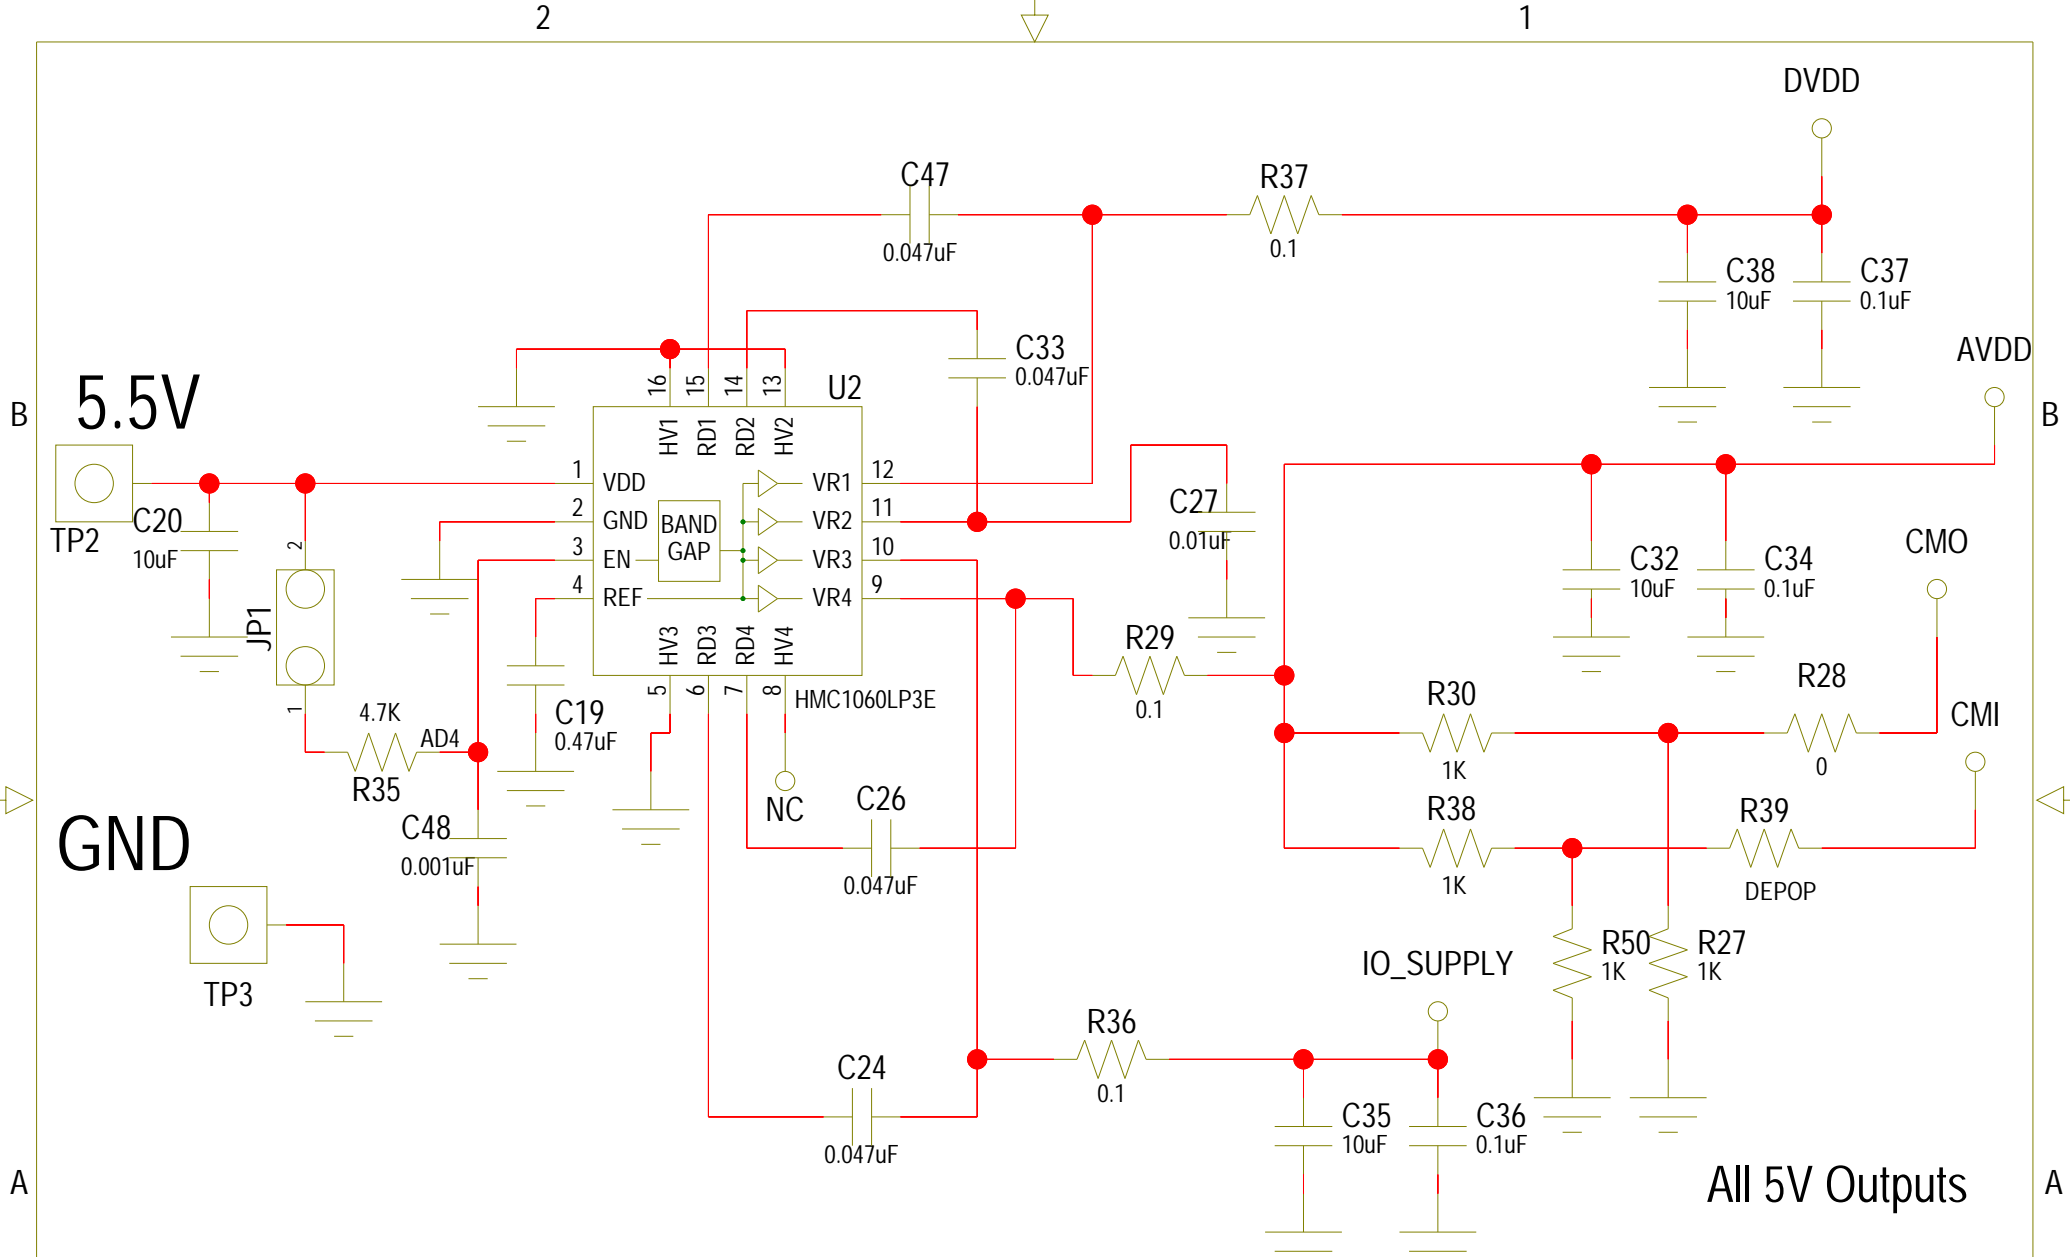 2
1
DVDD
C47
0.047uF
R37
0.1
C38
10uF
C37
0.1uF
C33
0.047uF
AVDD
5.5V
B
B
TP2
C20
10uF
2
JP1
1
4.7K
R35
AD4
C48
0.001uF
C19
0.47uF
U2
16
15
14
13
HV1
RD1
RD2
HV2
1
VDD
2
GND
3
EN
4
REF
BAND
GAP
VR1
12
VR2
11
VR3
10
VR4
9
HV3
RD3
RD4
HV4
5
6
7
8
HMC1060LP3E
NC
C27
0.01uF
C32
10uF
C34
0.1uF
CMO
R29
0.1
R30
1K
R28
0
CMI
R38
1K
R39
DEPOP
C26
0.047uF
GND
TP3
R50
1K
R27
1K
IO_SUPPLY
R36
0.1
C24
0.047uF
C35
10uF
C36
0.1uF
A
All 5V Outputs
A